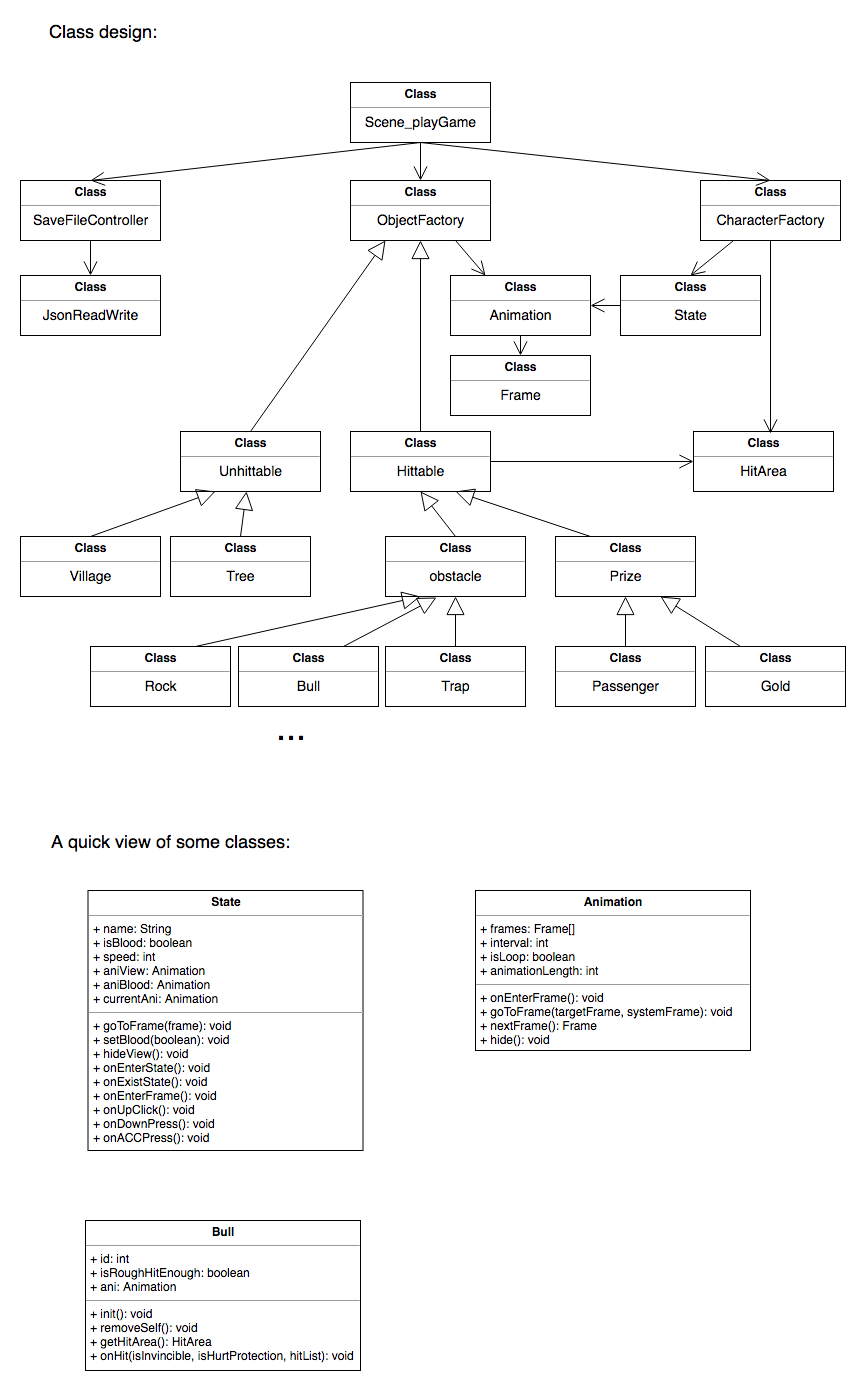 Class design:
Class
Scene_playGame
Class
SaveFileController
Class
ObjectFactory
Class
CharacterFactory
Class
JsonReadWrite
Class
Animation
Class
State
Class
Frame
Class
Unhittable
Class
Hittable
Class
HitArea
Class
Village
Class
Tree
Class
obstacle
Class
Prize
Class
Rock
Class
Bull
Class
Trap
Class
Passenger
Class
Gold
...
A quick view of some classes:
State
+ name: String
+ isBlood: boolean
+ speed: int
+ aniView: Animation
+ aniBlood: Animation
+ currentAni: Animation
+ goToFrame(frame): void
+ setBlood(boolean): void
+ hideView(): void
+ onEnterState(): void
+ onExistState(): void
+ onEnterFrame(): void
+ onUpClick(): void
+ onDownPress(): void
+ onACCPress(): void
Animation
+ frames: Frame[]
+ interval: int
+ isLoop: boolean
+ animationLength: int
+ onEnterFrame(): void
+ goToFrame(targetFrame, systemFrame): void
+ nextFrame(): Frame
+ hide(): void
Bull
+ id: int
+ isRoughHitEnough: boolean
+ ani: Animation
+ init(): void
+ removeSelf(): void
+ getHitArea(): HitArea
+ onHit(isInvincible, isHurtProtection, hitList): void